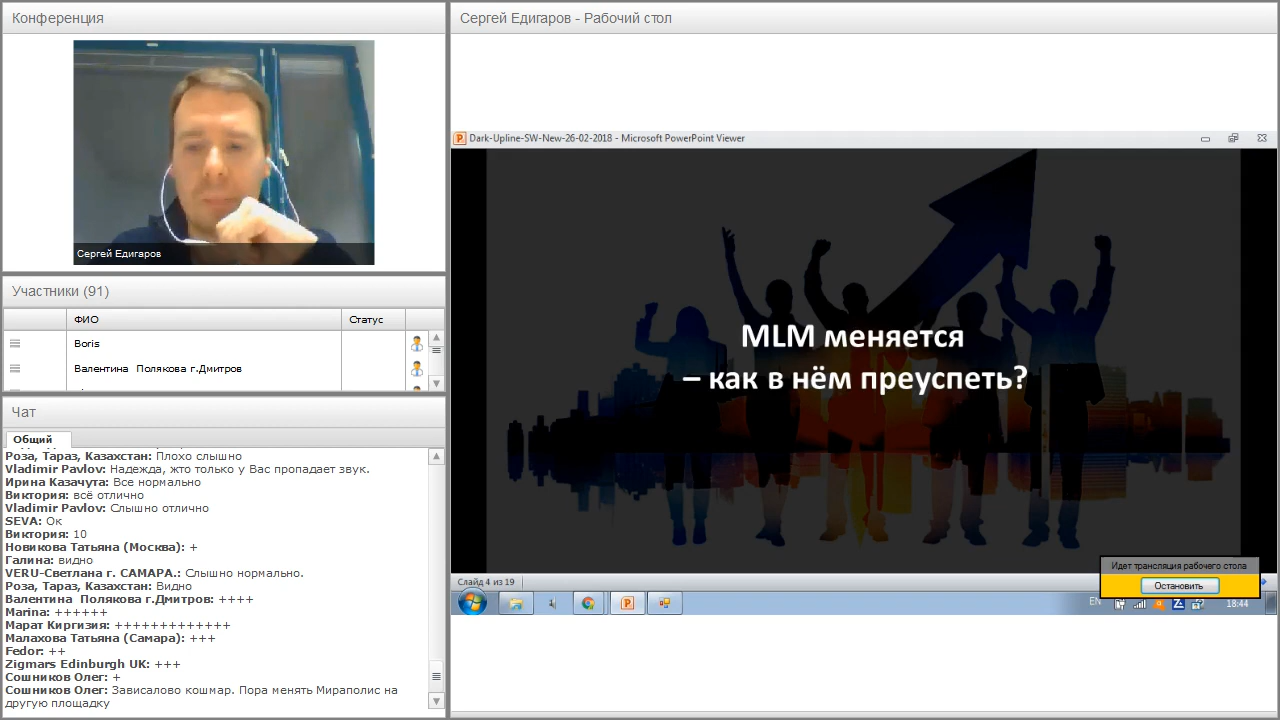 Конференция
Сергей Едигаров
Участники (91)
ФИО
Статус
Boris
Валентина Полякова г.Дмитров
Чат
Общий
Роза, Тараз, Казахстан: Плохо слышно
Vladimir Pavlov: Надежда, жто только у Вас пропадает звук.
Ирина Казачута: Все нормально
Виктория: всё отлично
Vladimir Pavlov: Слышно отлично
SEVA: Ок
Виктория: 10
Новикова Татьяна (Москва): +
Галина: видно
VERU-Светлана г. САМАРА.: Слышно нормально.
Роза, Тараз, Казахстан: Видно
Валентина Полякова г.Дмитров: ++++
Marina: ++++++
Марат Киргизия: +++++++++++++
Малахова Татьяна (Самара): +++
Fedor: ++
Zigmars Edinburgh UK: +++
Сошников Олег: +
Сошников Олег: Зависалово кошмар. Пора менять Мираполис на
другую площадку
Сергей Едигаров - Рабочий стол
Dark-Upline-SW-New-26-02-2018 - Microsoft PowerPoint Viewer
MLM меняется
– как в нём преуспеть?
Слайд 4 из 19
Идет трансляция рабочего стола
Остановить
EN
18:44